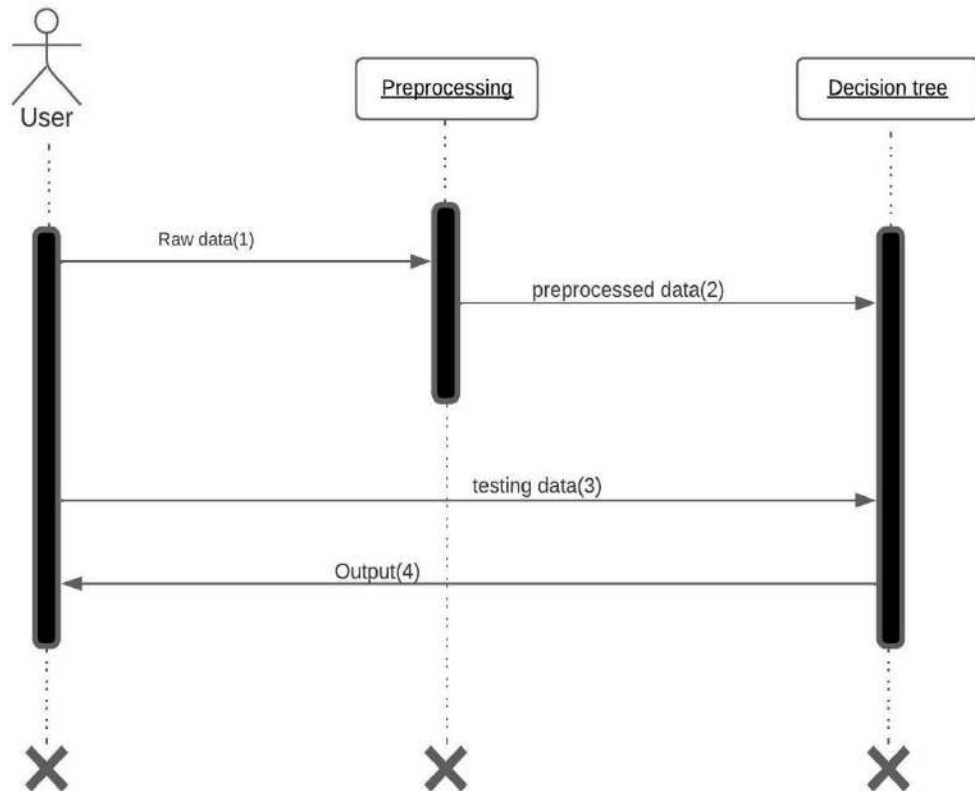 User
Preprocessing
Decision tree
Raw data(1)
preprocessed data(2)
testing data(3)
Output(4)